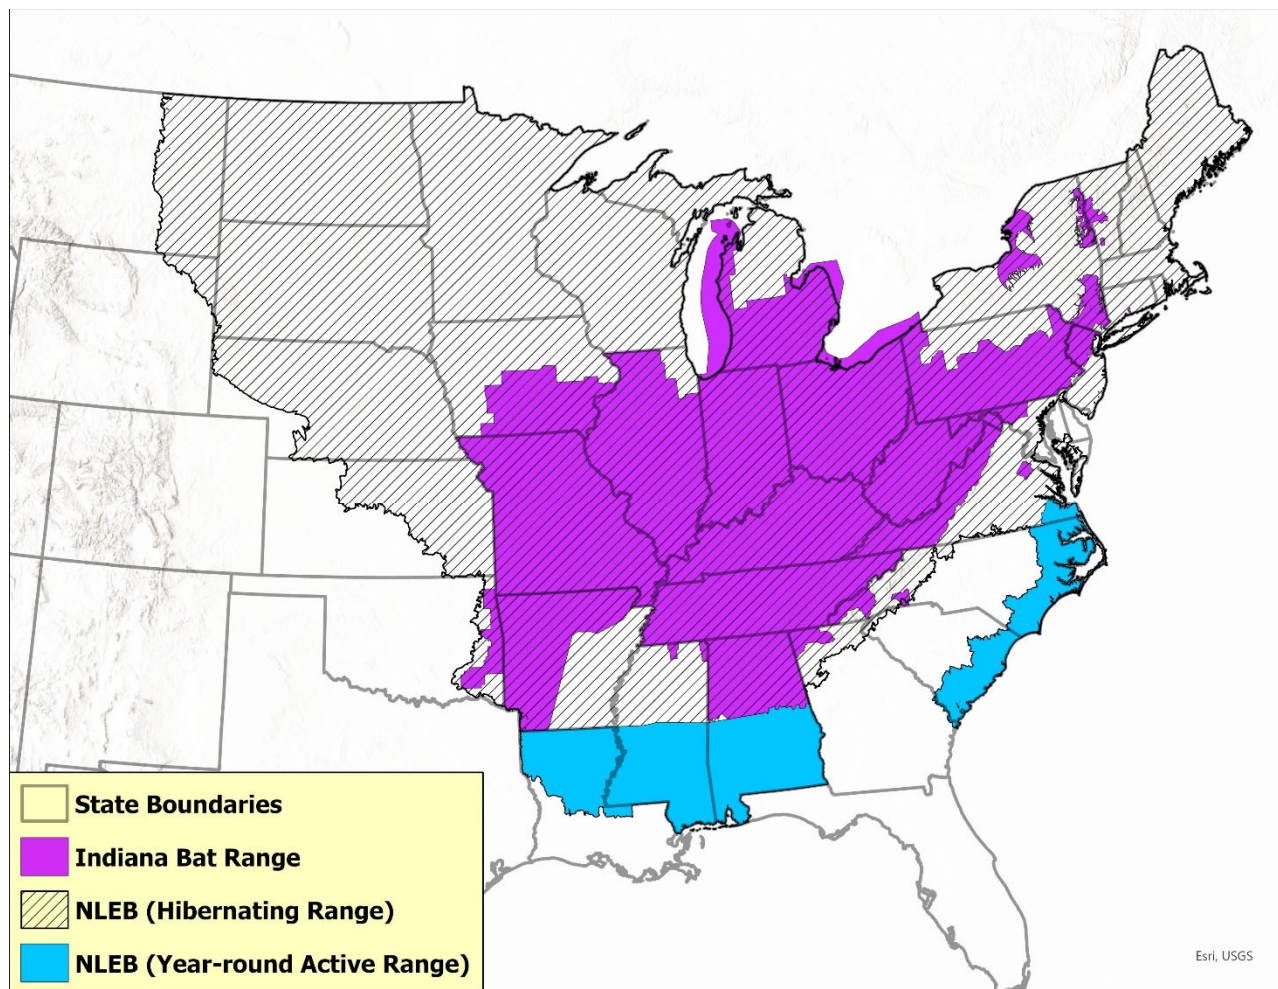 State Boundaries
Indiana Bat Range
NLEB (Hibernating Range)
NLEB (Year-round Active Range)
Esri, USGS